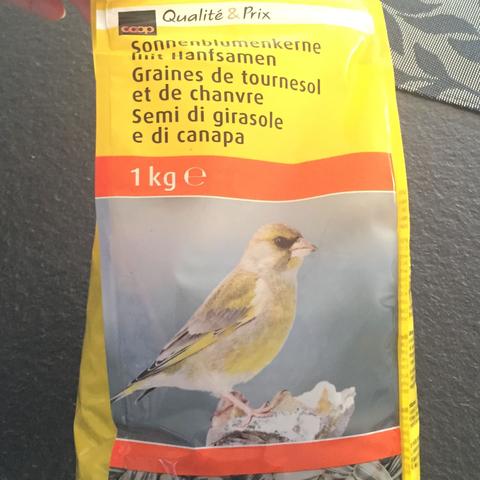 coop
Qualité & Prix
Sonnenblumenkerne
mit Hanfsamen
Graines de tournesol
et de chanvre
Semi di girasole
e di canapa
1 kg ℮